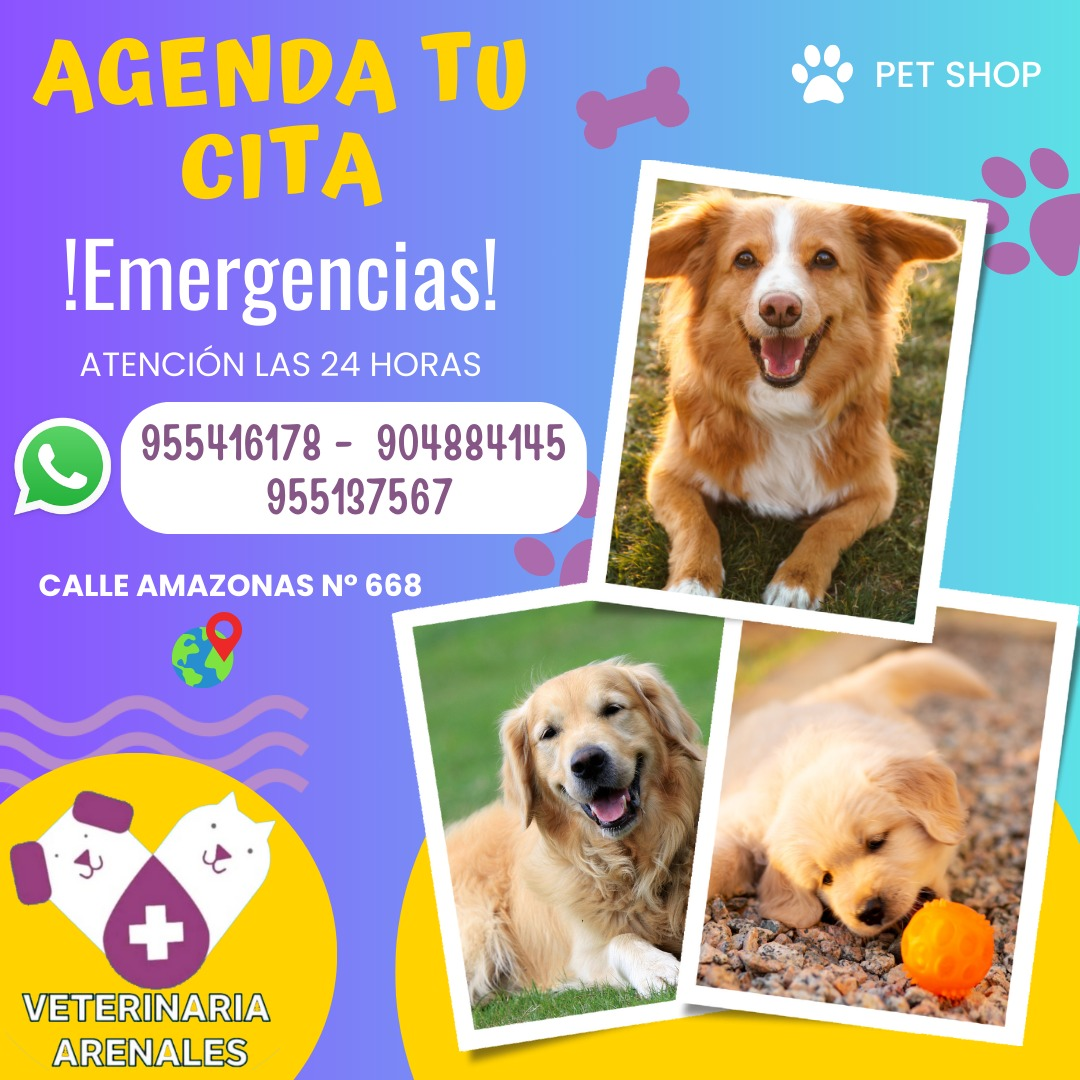 AGENDA TU
CITA
PET SHOP
!Emergencias!
ATENCIÓN LAS 24 HORAS
955416178 - 904884145
955137567
CALLE AMAZONAS Nº 668
VETERINARIA
ARENALES